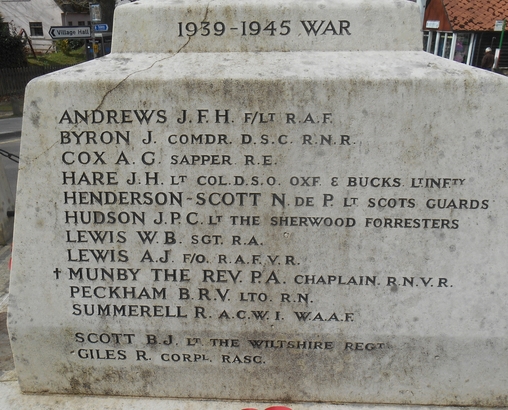 Village Hall
1939-1945 WAR
ANDREWS J.F.H. F/LT R.A.F.
BYRON J. COMDR. D.S.C. R.N.R.
COX A.G. SAPPER R.E.
HARE J.H. LT COL. D.S.O. OXF. & BUCKS. LT INFTY
HENDERSON-SCOTT N. DE P. LT SCOTS GUARDS
HUDSON J.P.C. LT THE SHERWOOD FORRESTERS
LEWIS W.B. SGT. R.A.
LEWIS A.J. F/O. R.A.F.V.R.
† MUNBY THE REV. P.A. CHAPLAIN. R.N.V.R.
PECKHAM B.R.V. LTO. R.N.
SUMMERELL R. A.C.W.I. W.A.A.F.
SCOTT B.J. LT THE WILTSHIRE REGT
GILES R. CORPL. RASC.